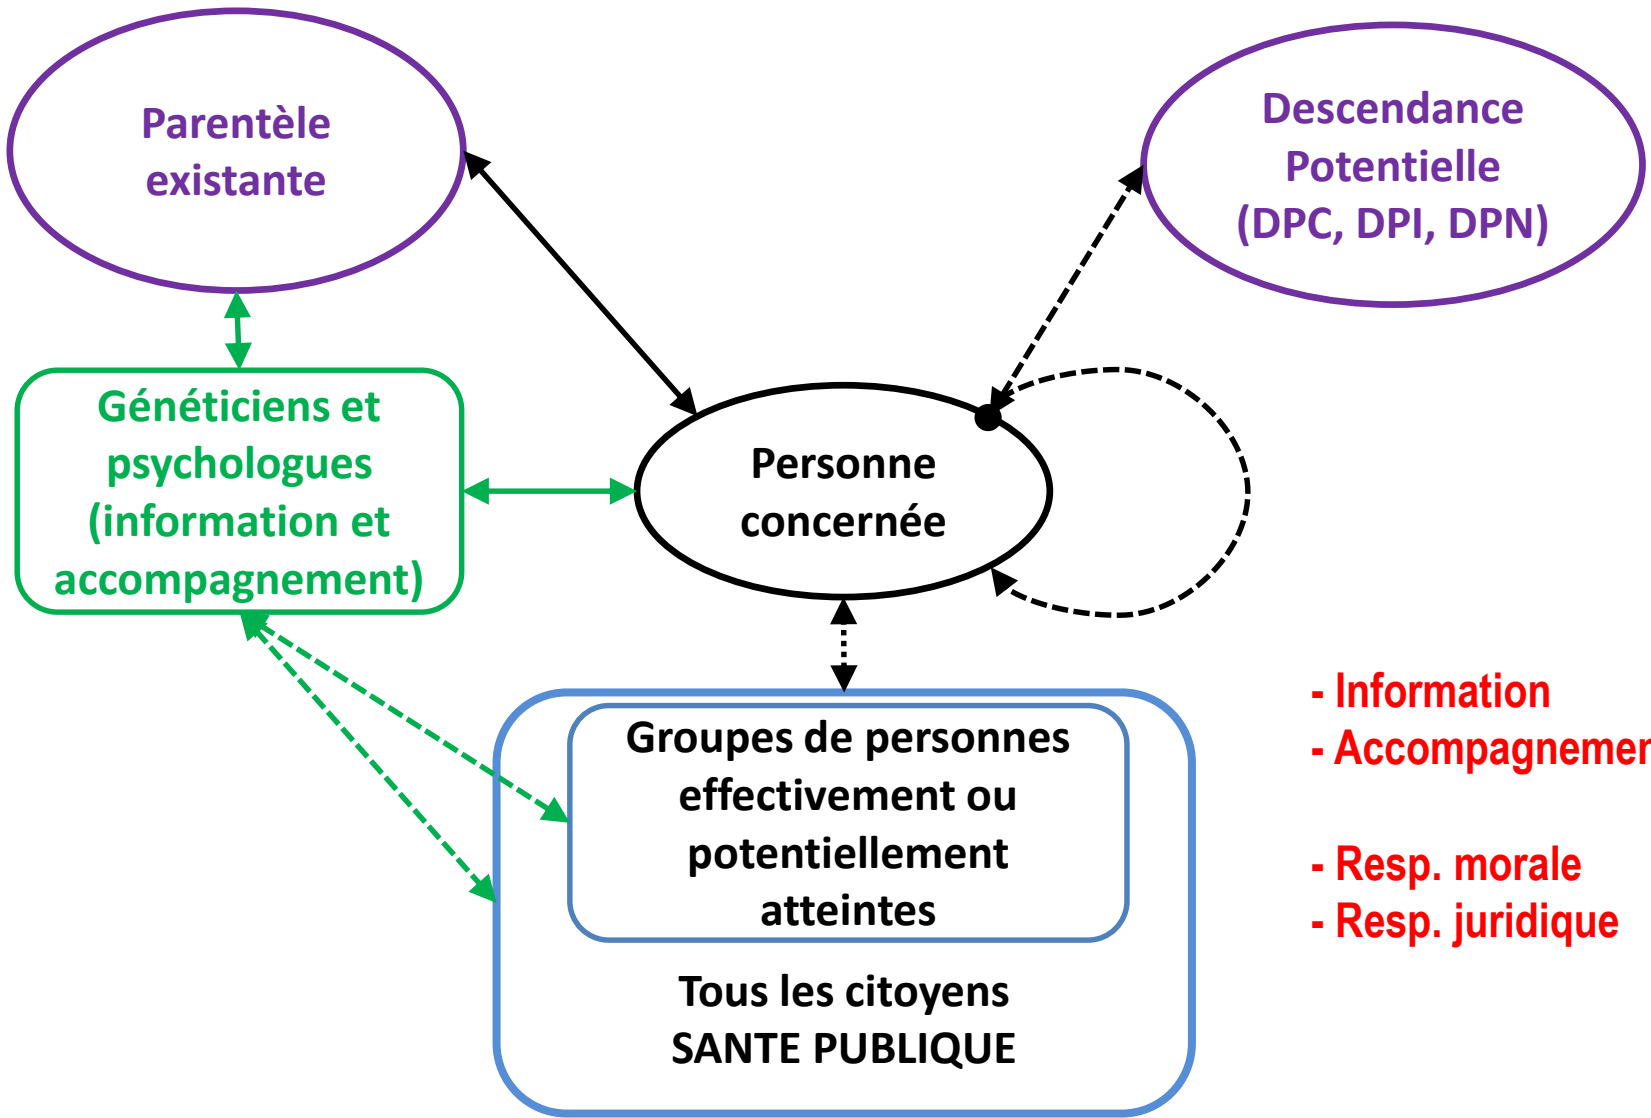 Parentèle
existante
Descendance
Potentielle
(DPC, DPI, DPN)
Généticiens et
psychologues
(information et
accompagnement)
Personne
concernée
Groupes de personnes
effectivement ou
potentiellement
atteintes
Tous les citoyens
SANTE PUBLIQUE
- Information
- Accompagnemen
- Resp. morale
- Resp. juridique